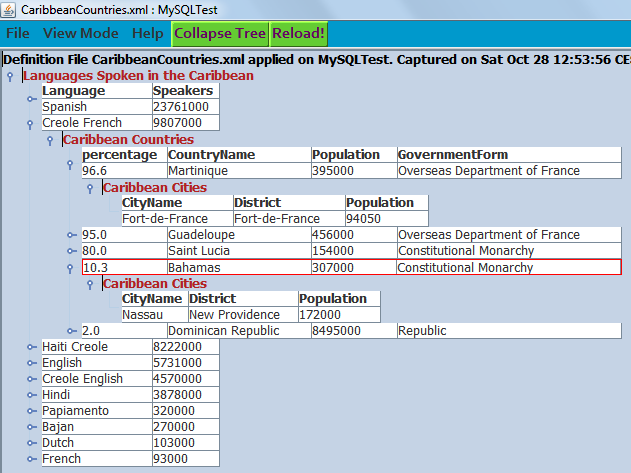 CaribbeanCountries.xml : MySQLTest
File View Mode Help Collapse Tree Reload!
Definition File CaribbeanCountries.xml applied on MySQLTest. Captured on Sat Oct 28 12:53:56 CE
Languages Spoken in the Caribbean
Language Speakers
Spanish 23761000
Creole French 9807000
Caribbean Countries
percentage CountryName Population GovernmentForm
96.6 Martinique 395000 Overseas Department of France
Caribbean Cities
CityName District Population
Fort-de-France Fort-de-France 94050
95.0 Guadeloupe 456000 Overseas Department of France
80.0 Saint Lucia 154000 Constitutional Monarchy
10.3 Bahamas 307000 Constitutional Monarchy
Caribbean Cities
CityName District Population
Nassau New Providence 172000
2.0 Dominican Republic 8495000 Republic
Haiti Creole 8222000
English 5731000
Creole English 4570000
Hindi 3878000
Papiamento 320000
Bajan 270000
Dutch 103000
French 93000